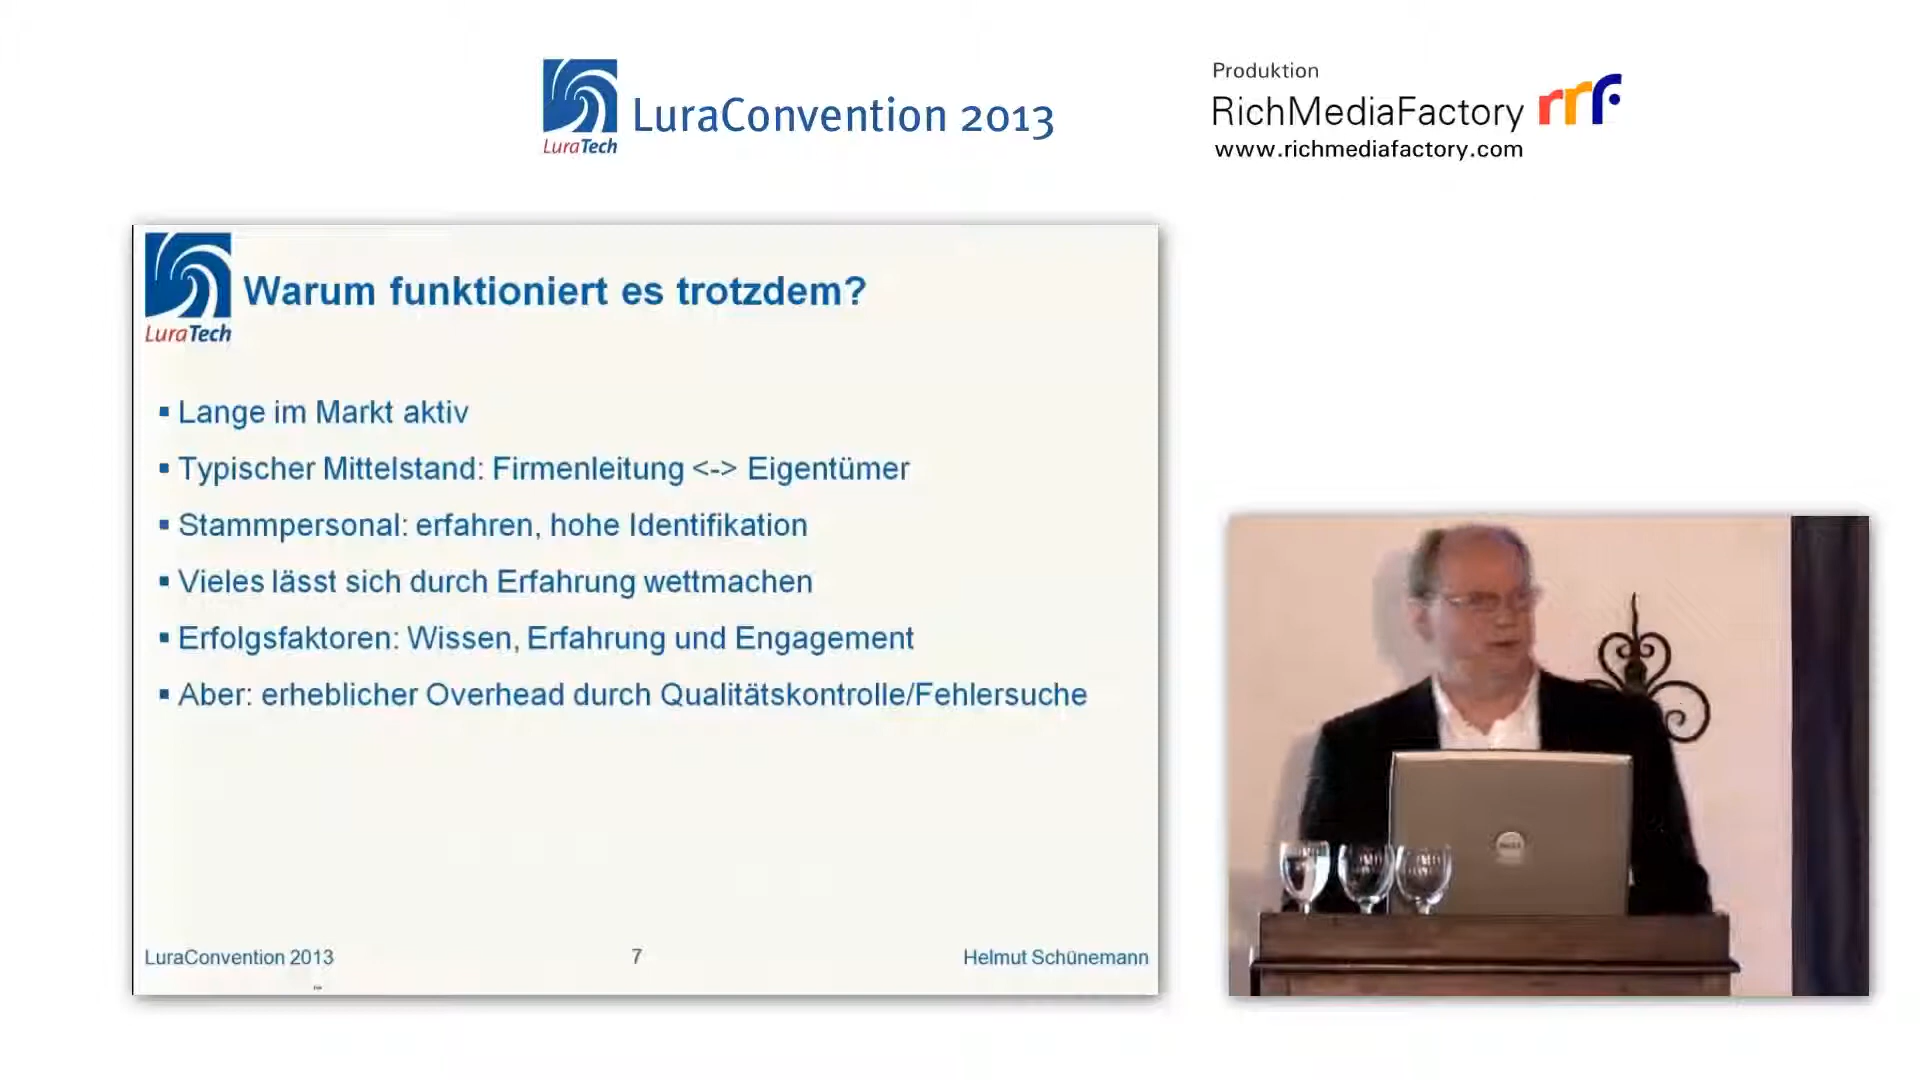 LuraTech
LuraConvention 2013
Produktion
RichMediaFactory rmf
www.richmediafactory.com
LuraTech
Warum funktioniert es trotzdem?
▪ Lange im Markt aktiv
▪ Typischer Mittelstand: Firmenleitung <-> Eigentümer
▪ Stammpersonal: erfahren, hohe Identifikation
▪ Vieles lässt sich durch Erfahrung wettmachen
▪ Erfolgsfaktoren: Wissen, Erfahrung und Engagement
▪ Aber: erheblicher Overhead durch Qualitätskontrolle/Fehlersuche
LuraConvention 2013
7
Helmut Schünemann
DELL